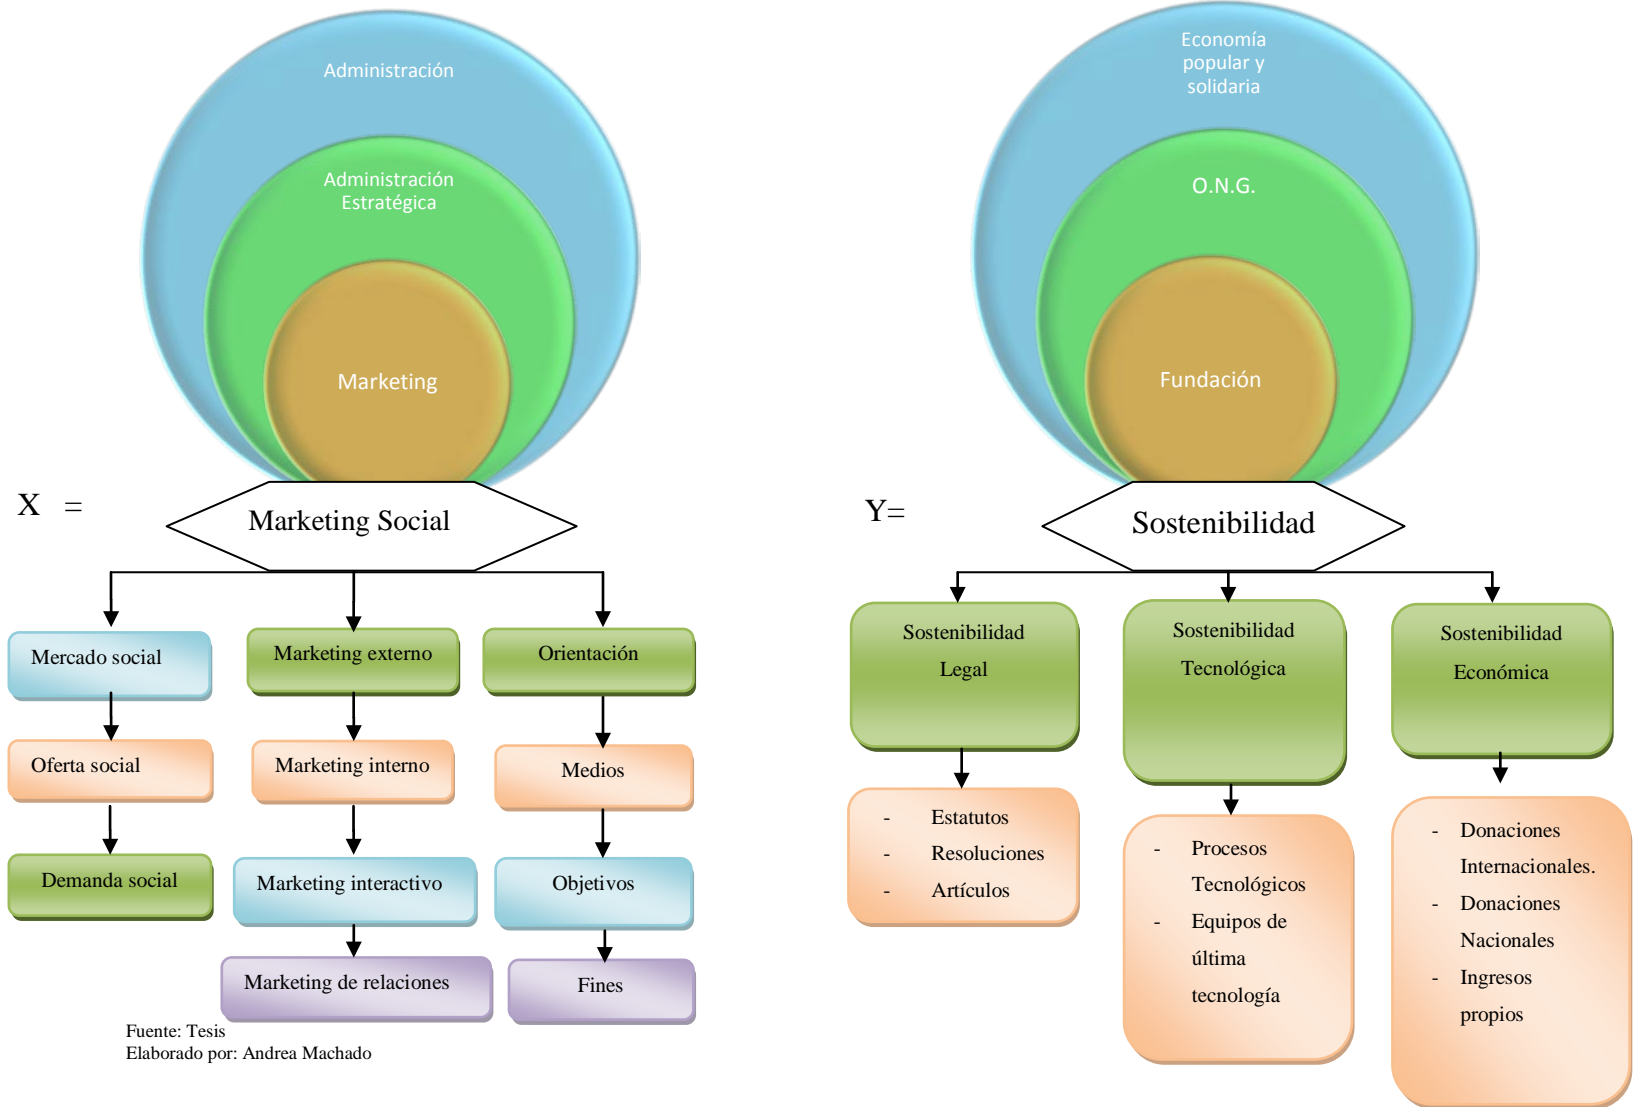 Administración
Administración
Estratégica
Marketing
X =
Marketing Social
Mercado social
Oferta social
Demanda social
Marketing externo
Marketing interno
Marketing interactivo
Marketing de relaciones
Orientación
Medios
Objetivos
Fines
Fuente: Tesis
Elaborado por: Andrea Machado
Economía
popular y
solidaria
O.N.G.
Fundación
Y=
Sostenibilidad
Sostenibilidad
Legal
- Estatutos
- Resoluciones
- Artículos
Sostenibilidad
Tecnológica
- Procesos
Tecnológicos
- Equipos de
última
tecnología
Sostenibilidad
Económica
- Donaciones
Internacionales.
- Donaciones
Nacionales
- Ingresos
propios